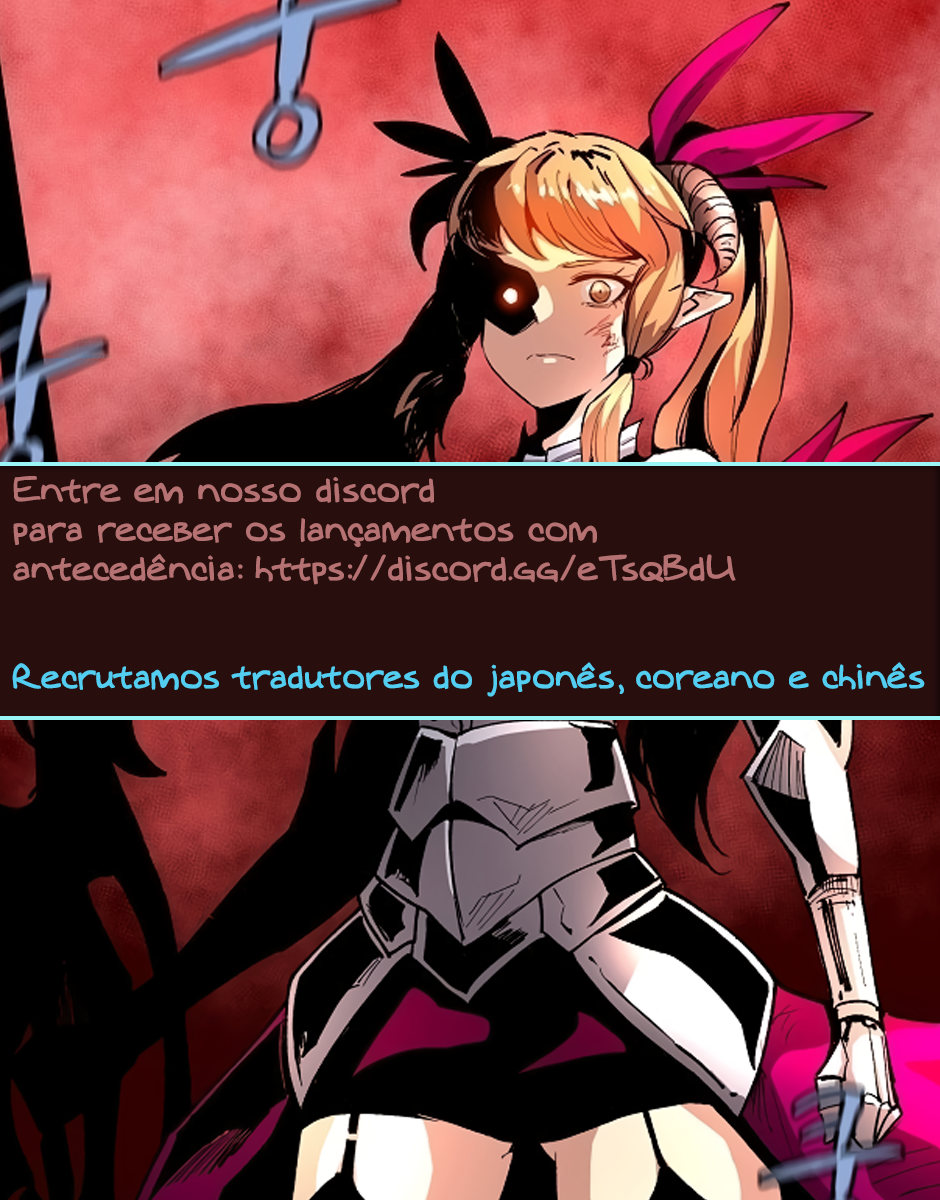 Entre em nosso discord
para receber os lançamentos com
antecedência: https://discord.gg/eTsQBdU
Recrutamos tradutores do japonês, coreano e chinês